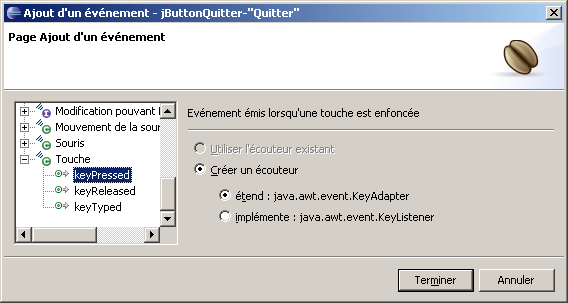 Ajout d'un événement - jButtonQuitter-"Quitter"
Page Ajout d'un événement
Modification pouvant
Mouvement de la sour
Souris
Touche
keyPressed
keyReleased
keyTyped
Evénement émis lorsqu'une touche est enfoncée
Utiliser l'écouteur existant
Créer un écouteur
étend : java.awt.event.KeyAdapter
implémente : java.awt.event.KeyListener
Terminer
Annuler